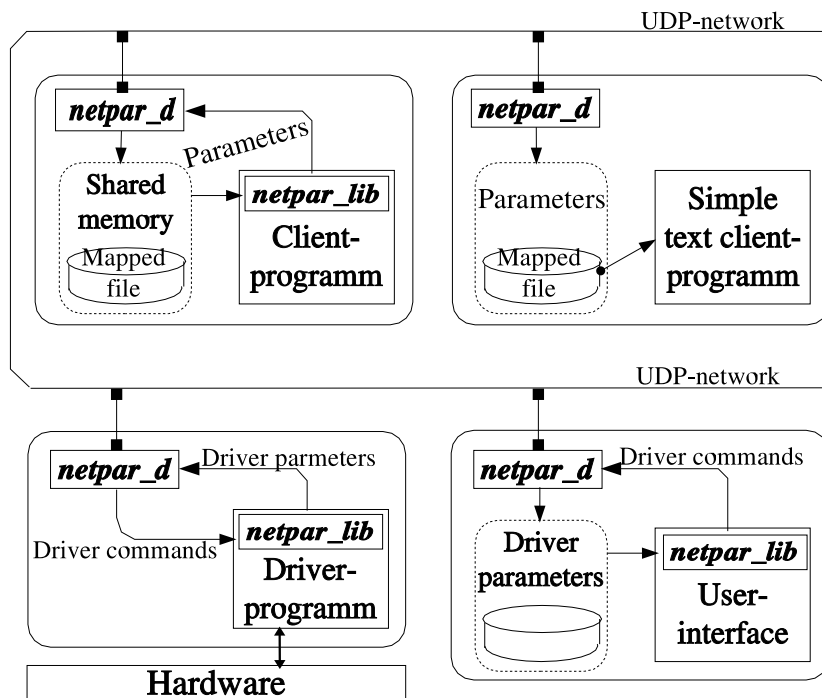 UDP-network
netpar_d
Parameters
Shared
memory
Mapped
file
netpar_lib
Client-
programm
netpar_d
Parameters
Mapped
file
Simple
text client-
programm
UDP-network
netpar_d
Driver parmeters
Driver commands
netpar_lib
Driver-
programm
Hardware
netpar_d
Driver commands
Driver
parameters
netpar_lib
User-
interface